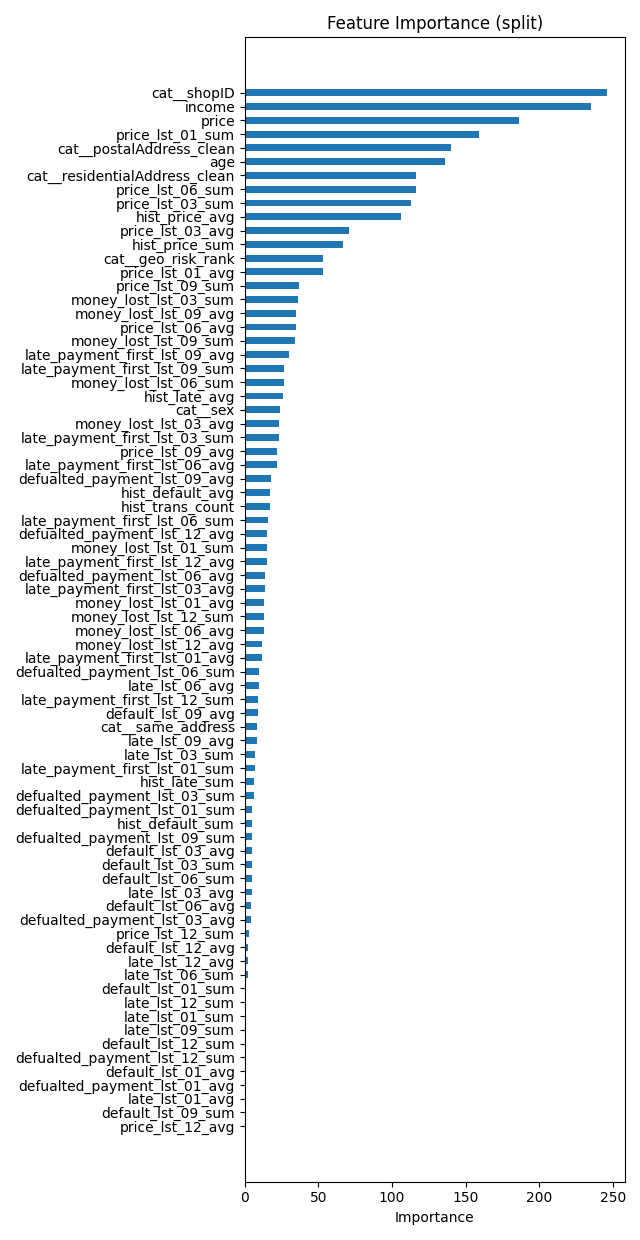 Feature Importance (split)
cat__shopID
income
price
price_lst_01_sum
cat__postalAddress_clean
age
cat__residentialAddress_clean
price_lst_06_sum
price_lst_03_sum
hist_price_avg
price_lst_03_avg
hist_price_sum
cat__geo_risk_rank
price_lst_01_avg
price_lst_09_sum
money_lost_lst_03_sum
money_lost_lst_09_avg
price_lst_06_avg
money_lost_lst_09_sum
late_payment_first_lst_09_avg
late_payment_first_lst_09_sum
money_lost_lst_06_sum
hist_late_avg
cat__sex
money_lost_lst_03_avg
late_payment_first_lst_03_sum
price_lst_09_avg
late_payment_first_lst_06_avg
defualted_payment_lst_09_avg
hist_default_avg
hist_trans_count
late_payment_first_lst_06_sum
defualted_payment_lst_12_avg
money_lost_lst_01_sum
late_payment_first_lst_12_avg
defualted_payment_lst_06_avg
late_payment_first_lst_03_avg
money_lost_lst_01_avg
money_lost_lst_12_sum
money_lost_lst_06_avg
money_lost_lst_12_avg
late_payment_first_lst_01_avg
defualted_payment_lst_06_sum
late_lst_06_avg
late_payment_first_lst_12_sum
default_lst_09_avg
cat__same_address
late_lst_09_avg
late_lst_03_sum
late_payment_first_lst_01_sum
hist_late_sum
defualted_payment_lst_03_sum
defualted_payment_lst_01_sum
hist_default_sum
defualted_payment_lst_09_sum
default_lst_03_avg
default_lst_03_sum
default_lst_06_sum
late_lst_03_avg
default_lst_06_avg
defualted_payment_lst_03_avg
price_lst_12_sum
default_lst_12_avg
late_lst_12_avg
late_lst_06_sum
default_lst_01_sum
late_lst_12_sum
late_lst_01_sum
late_lst_09_sum
default_lst_12_sum
defualted_payment_lst_12_sum
default_lst_01_avg
defualted_payment_lst_01_avg
late_lst_01_avg
default_lst_09_sum
price_lst_12_avg
0 50 100 150 200 250
Importance